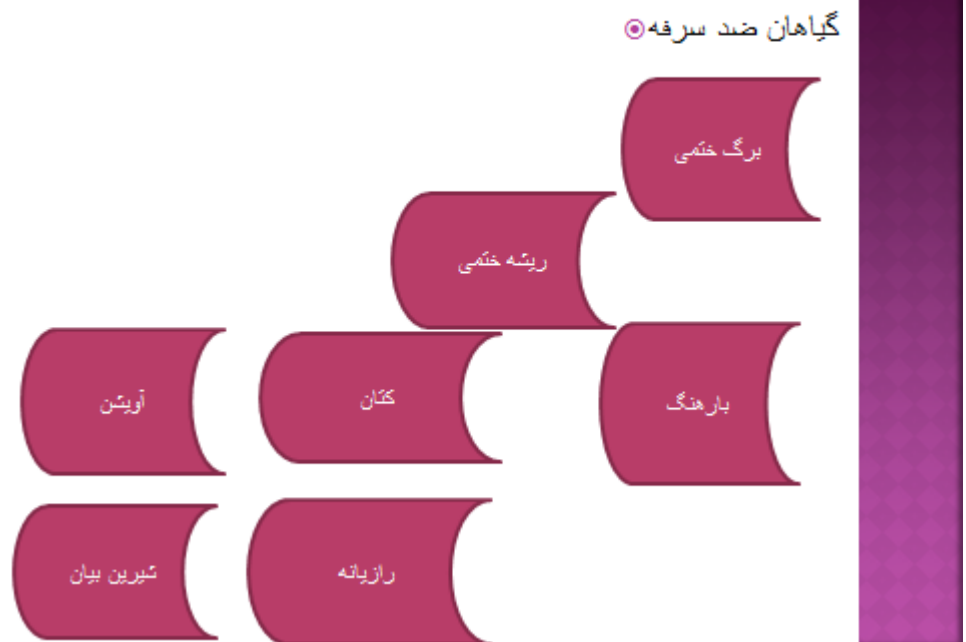 گیاهان ضد سرفه
برگ ختمی
ریشه ختمی
بارهنگ
کتان
آویشن
رازیانه
شیرین بیان